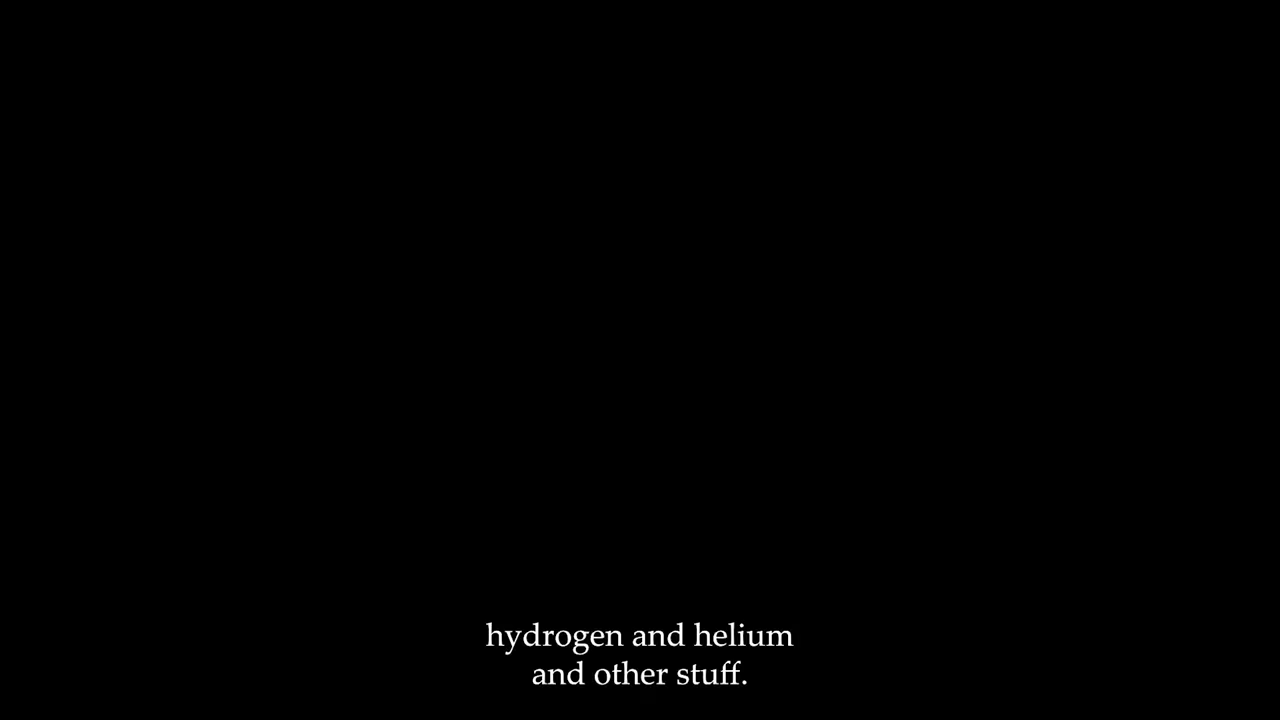 hydrogen and helium
and other stuff.